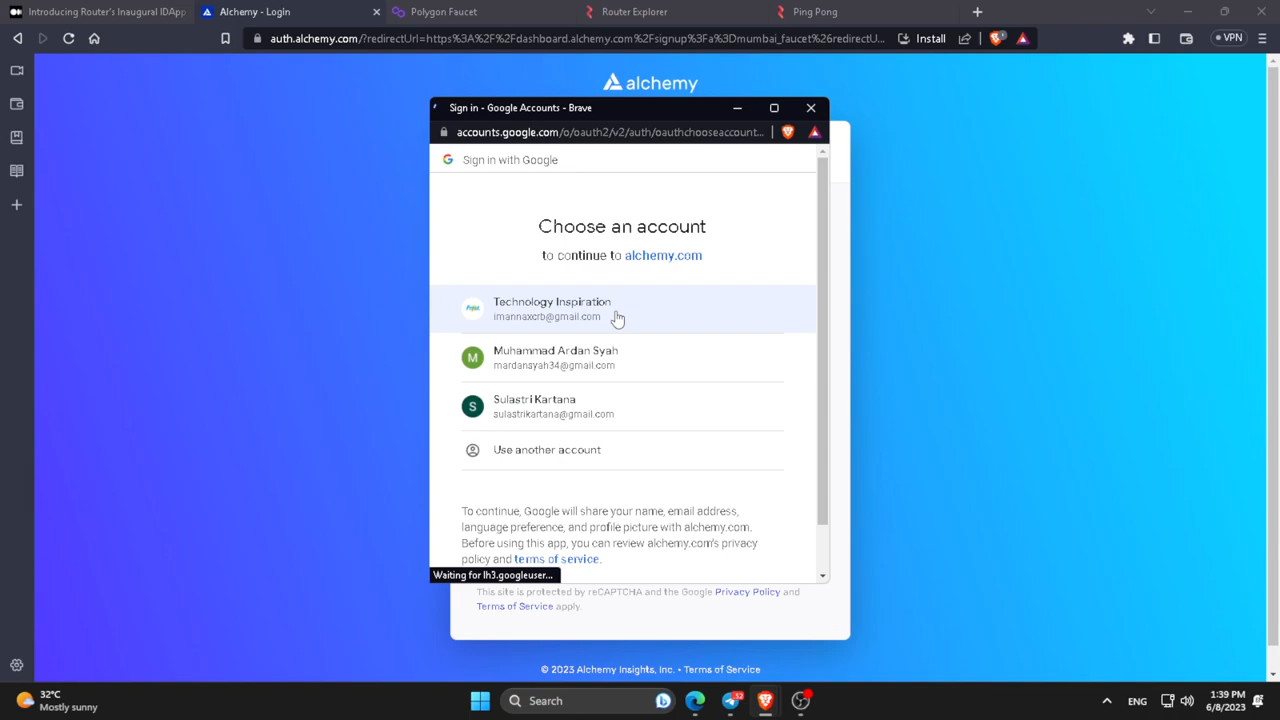 Introducing Router's Inaugural IDApp
Alchemy - Login
Polygon Faucet
Router Explorer
Ping Pong
auth.alchemy.com/?redirectUrl=https%3A%2F%2Fdashboard.alchemy.com%2Fsignup%2F%3Fa%3Dmumbai_faucet%26redirectU...
Install
VPN
alchemy
Sign in - Google Accounts - Brave
accounts.google.com/o/oauth2/v2/auth/oauthchooseaccount...
Sign in with Google
Choose an account
to continue to alchemy.com
Technology Inspiration
imannaxcrb@gmail.com
M
Muhammad Ardan Syah
mardansyah34@gmail.com
S
Sulastri Kartana
sulastrikartana@gmail.com
Use another account
To continue, Google will share your name, email address,
language preference, and profile picture with alchemy.com.
Before using this app, you can review alchemy.com's privacy
policy and terms of service.
Waiting for lh3.googleuser...
This site is protected by reCAPTCHA and the Google Privacy Policy and
Terms of Service apply.
© 2023 Alchemy Insights, Inc. • Terms of Service
32°C
Mostly sunny
Search
ENG
1:39 PM
6/8/2023